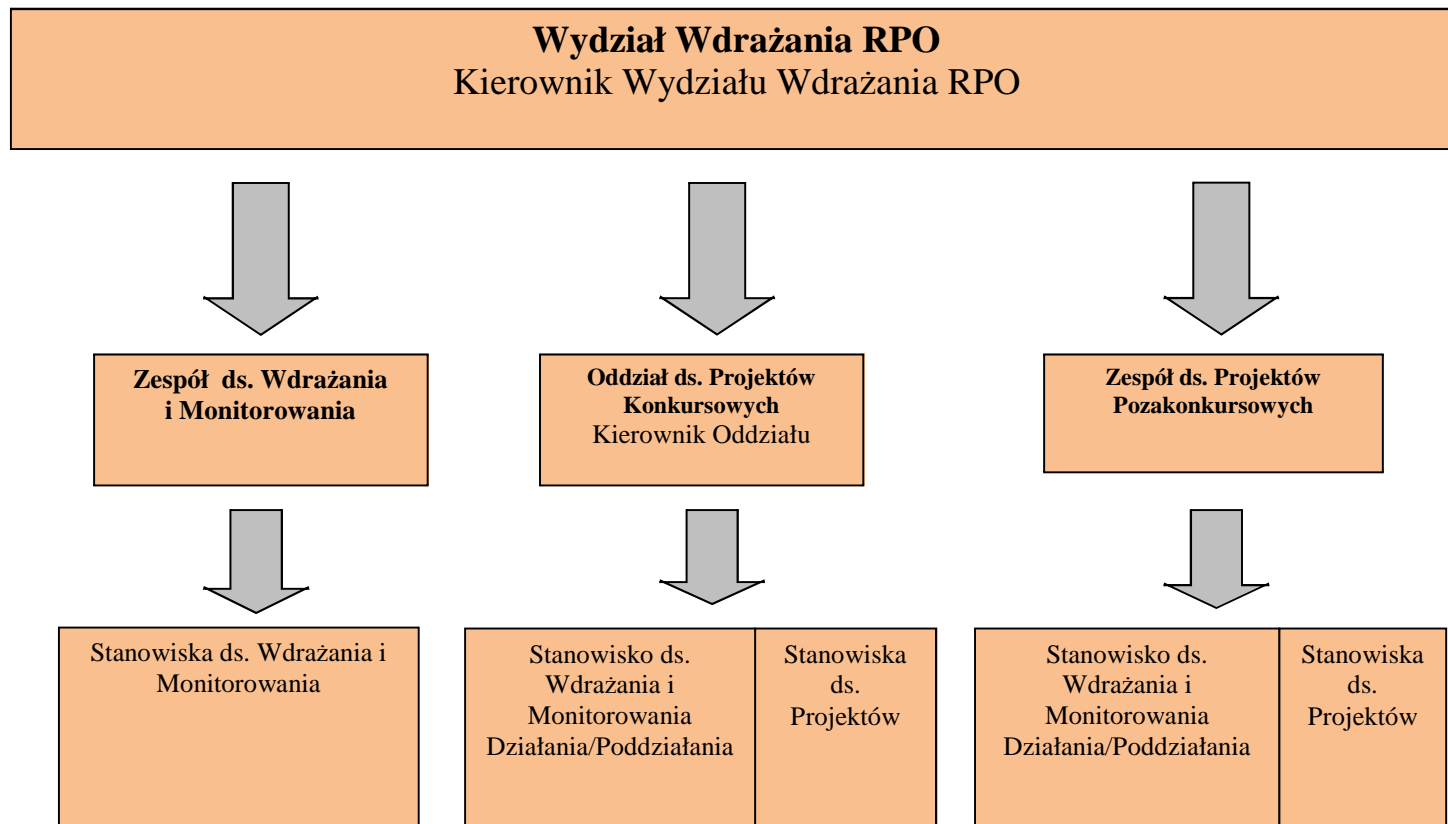 Wydział Wdrażania RPO
Kierownik Wydziału Wdrażania RPO
Zespół ds. Wdrażania
i Monitorowania
Oddział ds. Projektów
Konkursowych
Kierownik Oddziału
Zespół ds. Projektów
Pozakonkursowych
Stanowiska ds. Wdrażania i
Monitorowania
Stanowisko ds.
Wdrażania i
Monitorowania
Działania/Poddziałania
Stanowiska
ds.
Projektów
Stanowisko ds.
Wdrażania i
Monitorowania
Działania/Poddziałania
Stanowiska
ds.
Projektów